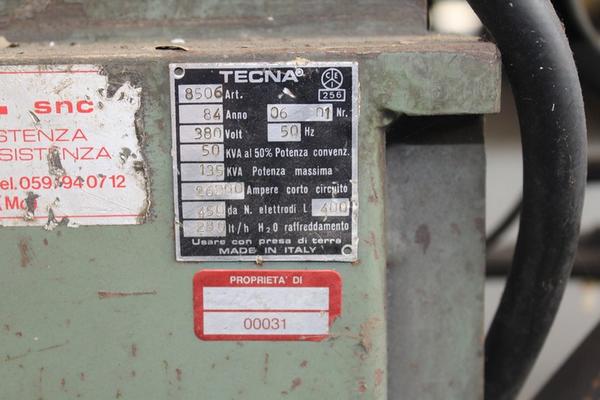 snc
STENZA
SISTENZA
el. 059/940712
(Mo
TECNA
8506 Art.
CIE
256
84 Anno 06 01 Nr.
380 Volt 50 Hz
50 KVA al 50% Potenza convenz.
135 KVA Potenza massima
Ampere corto circuito
450 da N. elettrodi L 400
lt/h H₂O raffreddamento
Usare con presa di terra
MADE IN ITALY
PROPRIETA' DI
00031